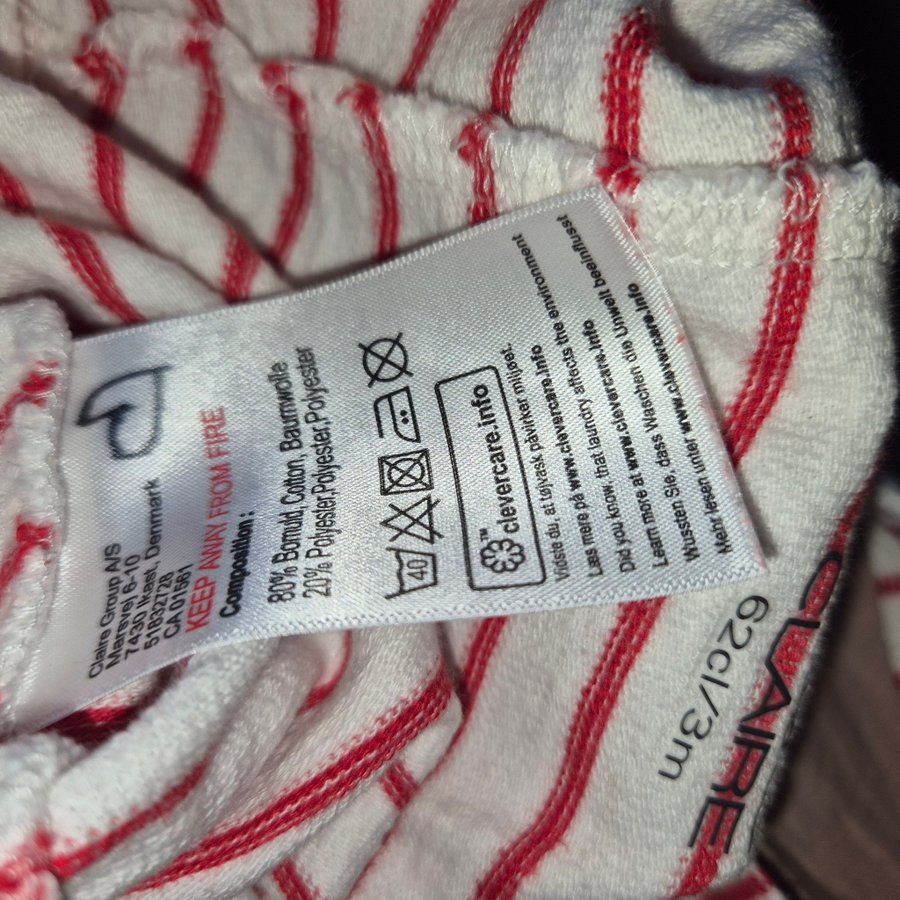 Claire Group A/S
Marsvej 6-10
7430 Ikast, Denmark
51832728
CA 01561
KEEP AWAY FROM FIRE
Composition :
80% Bomuld, Cotton, Baumwolle
20% Polyester,Polyester,Polyester
40
clevercare.info
TM
Vidste du, at tøjvask påvirker miljøet.
Læs mere på www.clevercare.info
Did you know, that laundry affects the environment
Learn more at www.clevercare.info
Wussten Sie, dass Waschen die Umwelt beeinflusst
Mehr lesen unter www.clevercare.info
CLAIRE
62cl/3m